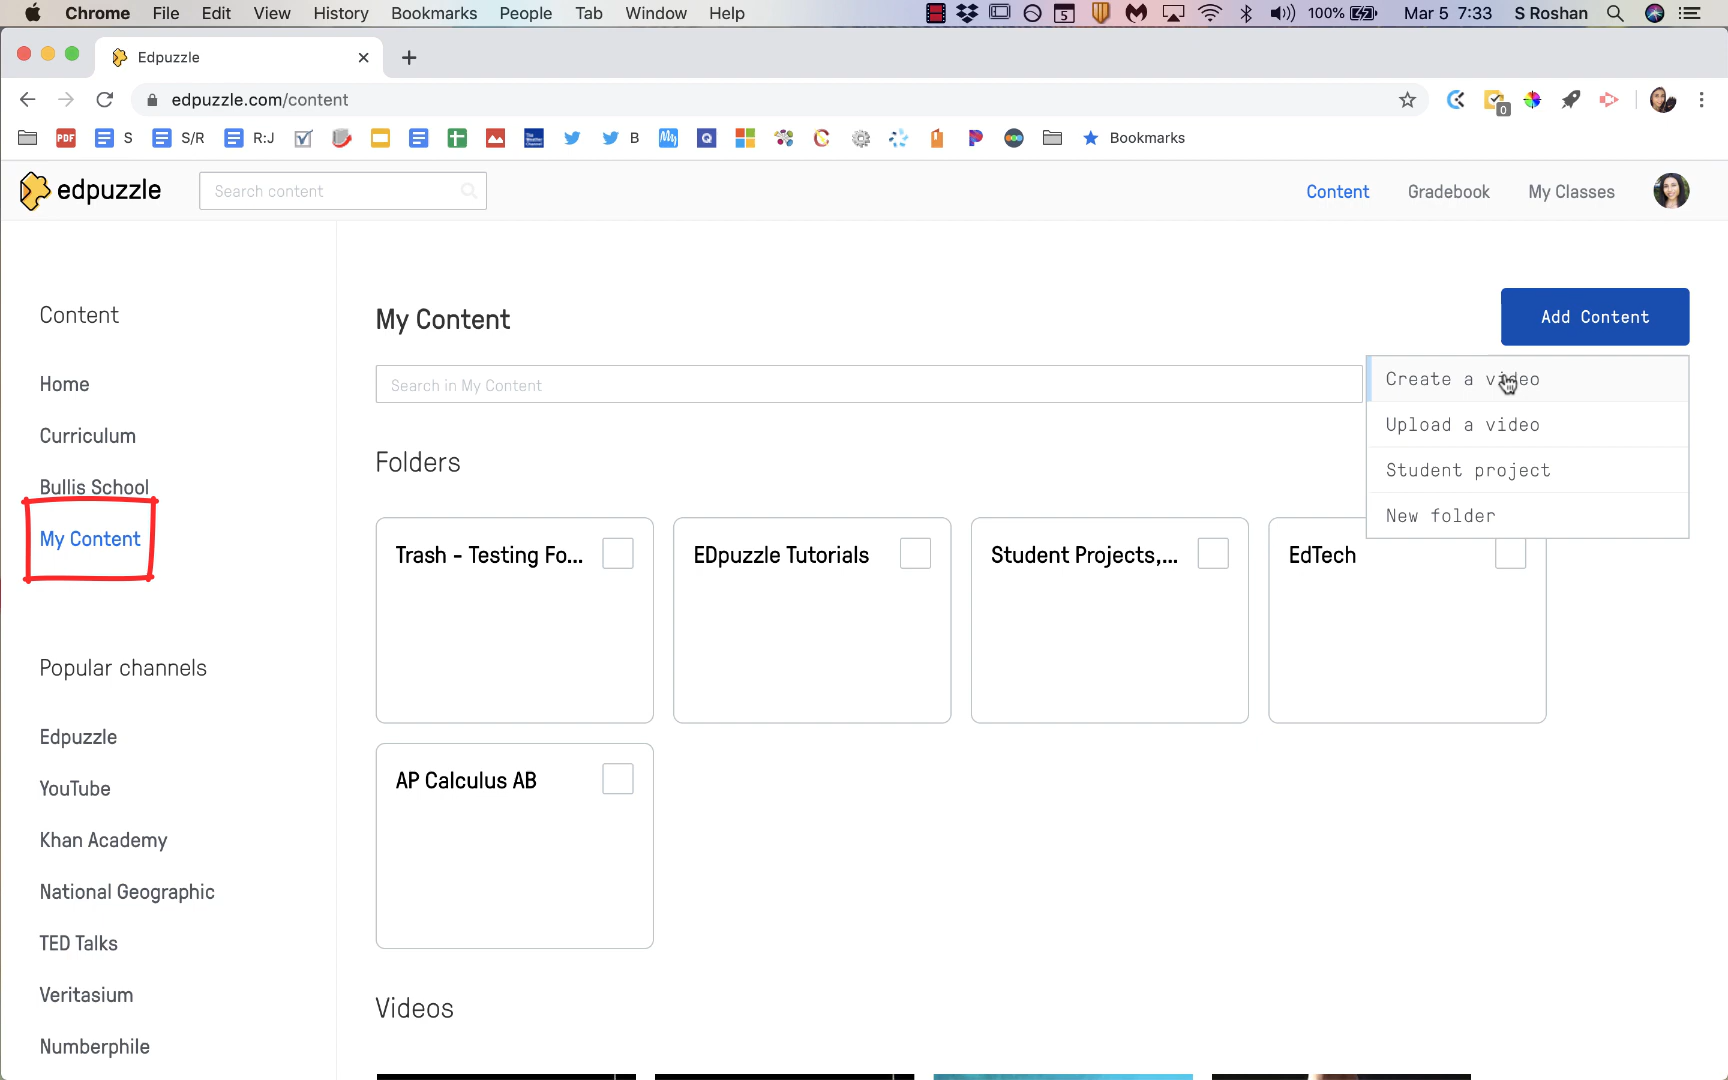 Chrome File Edit View History Bookmarks People Tab Window Help 5 100% Mar 5 7:33 S Roshan
Edpuzzle
edpuzzle.com/content 0
PDF S S/R R:J B My Q Bookmarks
edpuzzle Search content Content Gradebook My Classes
Content
Home
Curriculum
Bullis School
My Content
Popular channels
Edpuzzle
YouTube
Khan Academy
National Geographic
TED Talks
Veritasium
Numberphile
My Content
Add Content
Search in My Content
Create a video
Upload a video
Student project
New folder
Folders
Trash - Testing Fo...
EDpuzzle Tutorials
Student Projects,...
EdTech
AP Calculus AB
Videos